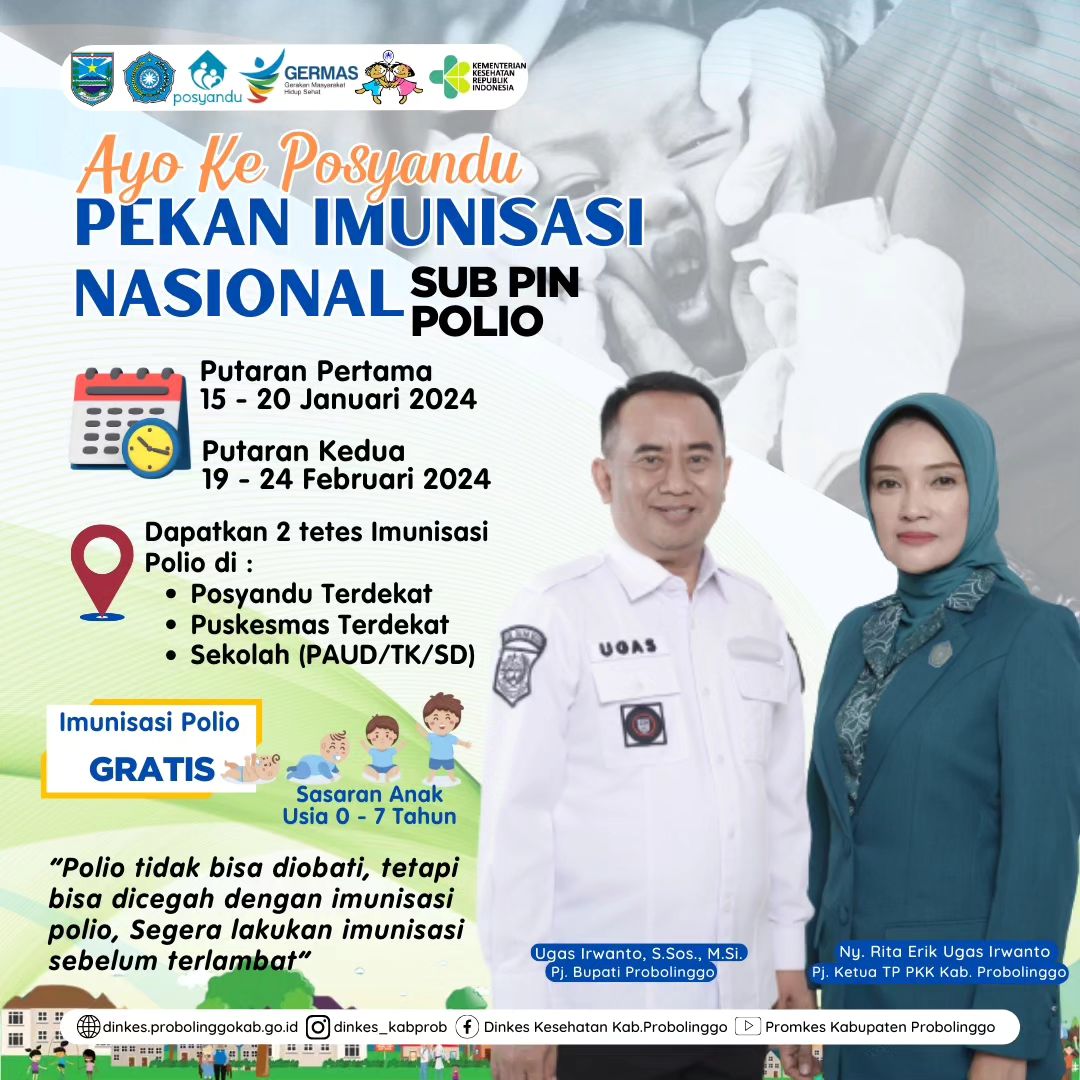 posyandu
GERMAS
Gerakan Masyarakat
Hidup Sehat
KEMENTERIAN
KESEHATAN
REPUBLIK
INDONESIA
Ayo Ke Posyandu
PEKAN IMUNISASI
NASIONAL
SUB PIN
POLIO
Putaran Pertama
15 - 20 Januari 2024
Putaran Kedua
19 - 24 Februari 2024
Dapatkan 2 tetes Imunisasi
Polio di :
• Posyandu Terdekat
• Puskesmas Terdekat
• Sekolah (PAUD/TK/SD)
UGAS
Imunisasi Polio
GRATIS
Sasaran Anak
Usia 0 - 7 Tahun
"Polio tidak bisa diobati, tetapi
bisa dicegah dengan imunisasi
polio, Segera lakukan imunisasi
sebelum terlambat"
Ugas Irwanto, S.Sos., M.Si.
Pj. Bupati Probolinggo
Ny. Rita Erik Ugas Irwanto
Pj. Ketua TP PKK Kab. Probolinggo
dinkes.probolinggokab.go.id dinkes_kabprob Dinkes Kesehatan Kab.Probolinggo Promkes Kabupaten Probolinggo